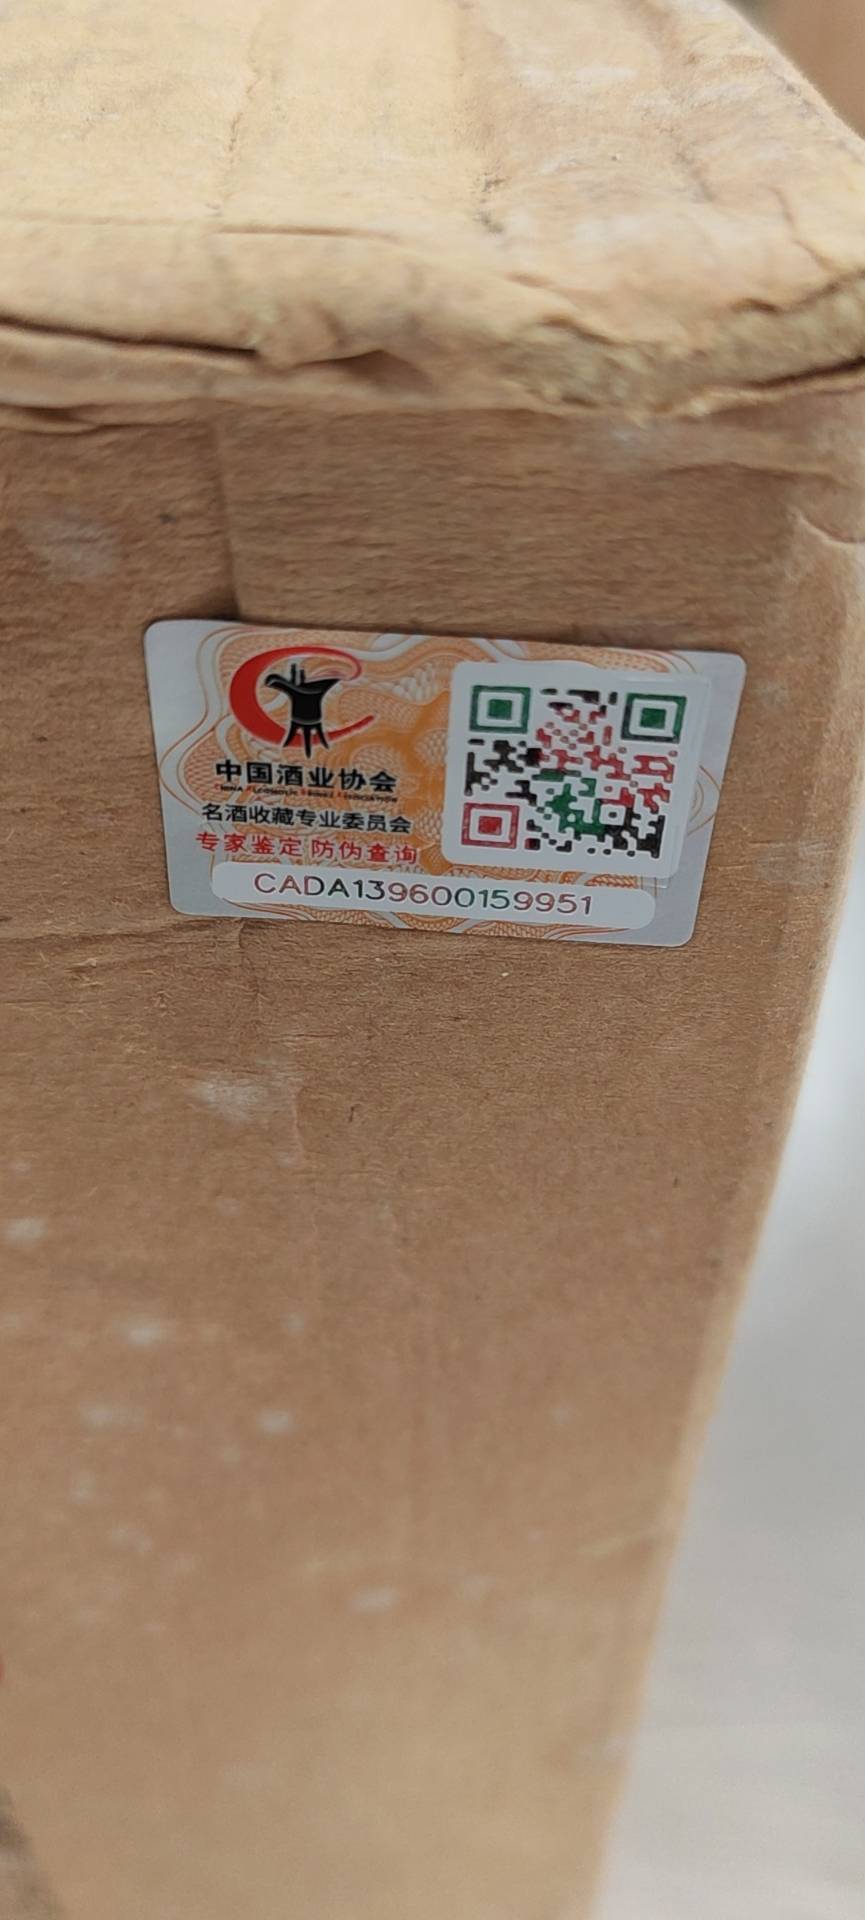 中国酒业协会
名酒收藏专业委员会
专家鉴定 防伪查询
CADA139600159951